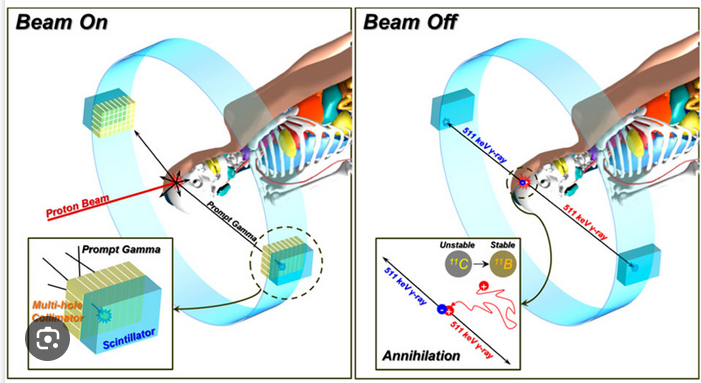 Beam On
Proton Beam
Prompt Gamma
Prompt Gamma
Multi-hole
Collimator
Scintillator
Beam Off
511 keV γ-ray
511 keV γ-ray
Unstable
Stable
¹¹C
¹¹B
511 keV γ-ray
511 keV γ-ray
Annihilation